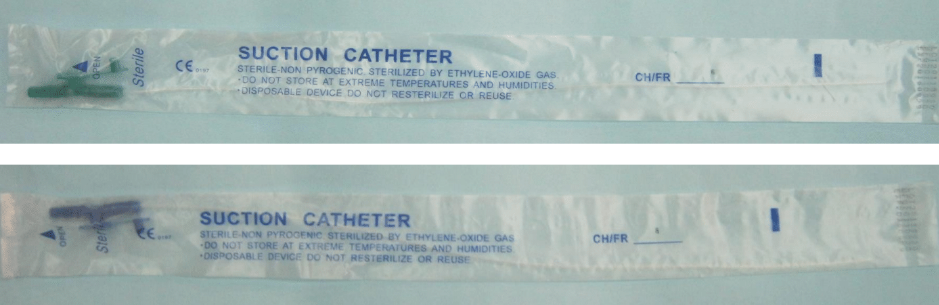 OPEN
Sterile
CE
SUCTION CATHETER
STERILE-NON PYROGENIC STERILIZED BY ETHYLENE-OXIDE GAS.
·DO NOT STORE AT EXTREME TEMPERATURES AND HUMIDITIES.
·DISPOSABLE DEVICE DO NOT RESTERILIZE OR REUSE
CH/FR
OPEN
Sterile
CE
SUCTION CATHETER
STERILE-NON PYROGENIC STERILIZED BY ETHYLENE-OXIDE GAS
·DO NOT STORE AT EXTREME TEMPERATURES AND HUMIDITIES.
·DISPOSABLE DEVICE DO NOT RESTERILIZE OR REUSE
CH/FR